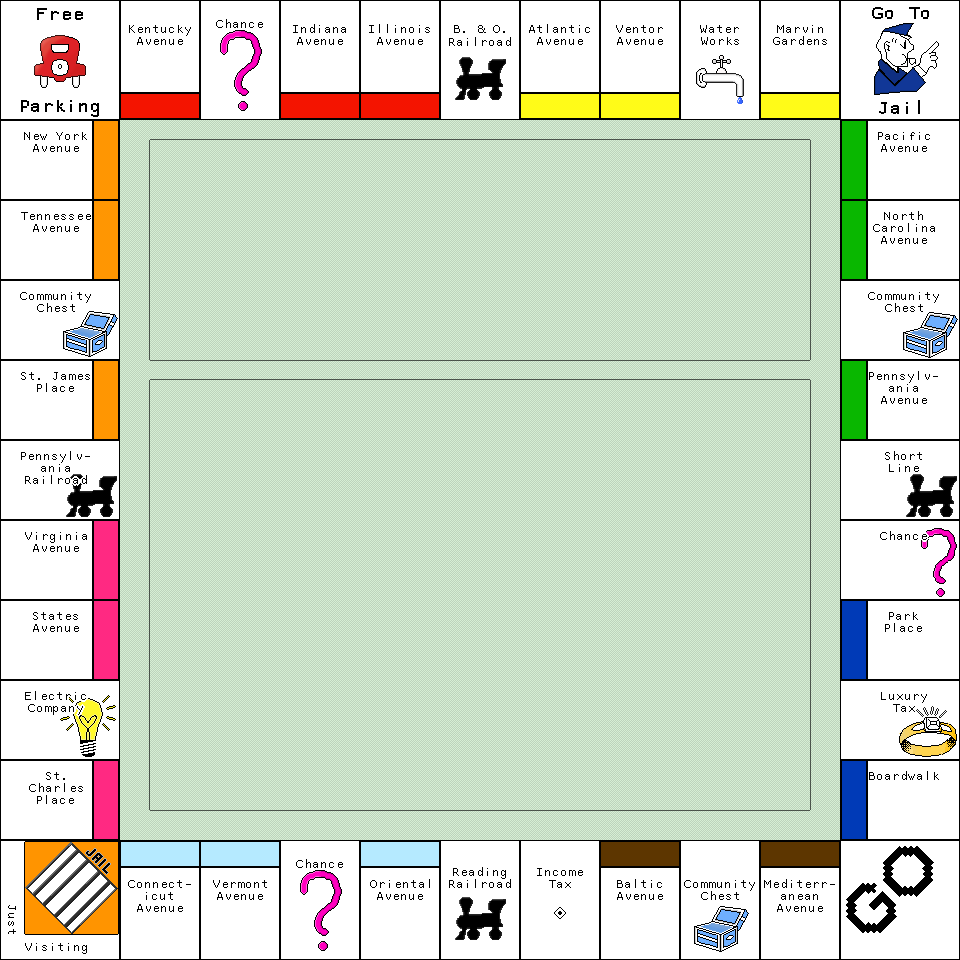 Free
Parking
Kentucky
Avenue
Chance
Indiana
Avenue
Illinois
Avenue
B. & O.
Railroad
Atlantic
Avenue
Ventor
Avenue
Water
Works
Marvin
Gardens
Go To
Jail
New York
Avenue
Tennessee
Avenue
Community
Chest
St. James
Place
Pennsylv-
ania
Railroad
Virginia
Avenue
States
Avenue
Electric
Company
St.
Charles
Place
Pacific
Avenue
North
Carolina
Avenue
Community
Chest
Pennsylv-
ania
Avenue
Short
Line
Chance
Park
Place
Luxury
Tax
Boardwalk
JAIL
Just
Visiting
Connect-
icut
Avenue
Vermont
Avenue
Chance
Oriental
Avenue
Reading
Railroad
Income
Tax
Baltic
Avenue
Community
Chest
Mediterr-
anean
Avenue
GO